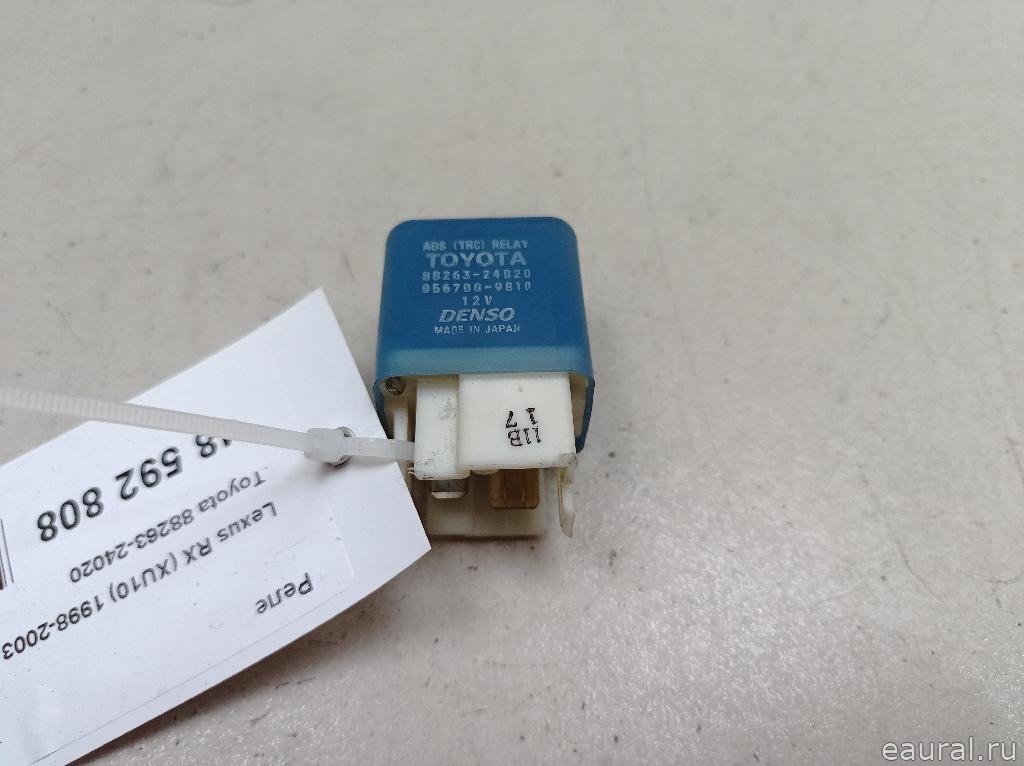 ABS (TRC) RELAY
TOYOTA
88263-24020
056700-9810
12V
DENSO
MADE IN JAPAN
11B
17
Реле
Lexus RX (XU10) 1998-2003
Toyota 88263-24020
592 808
eaural.ru